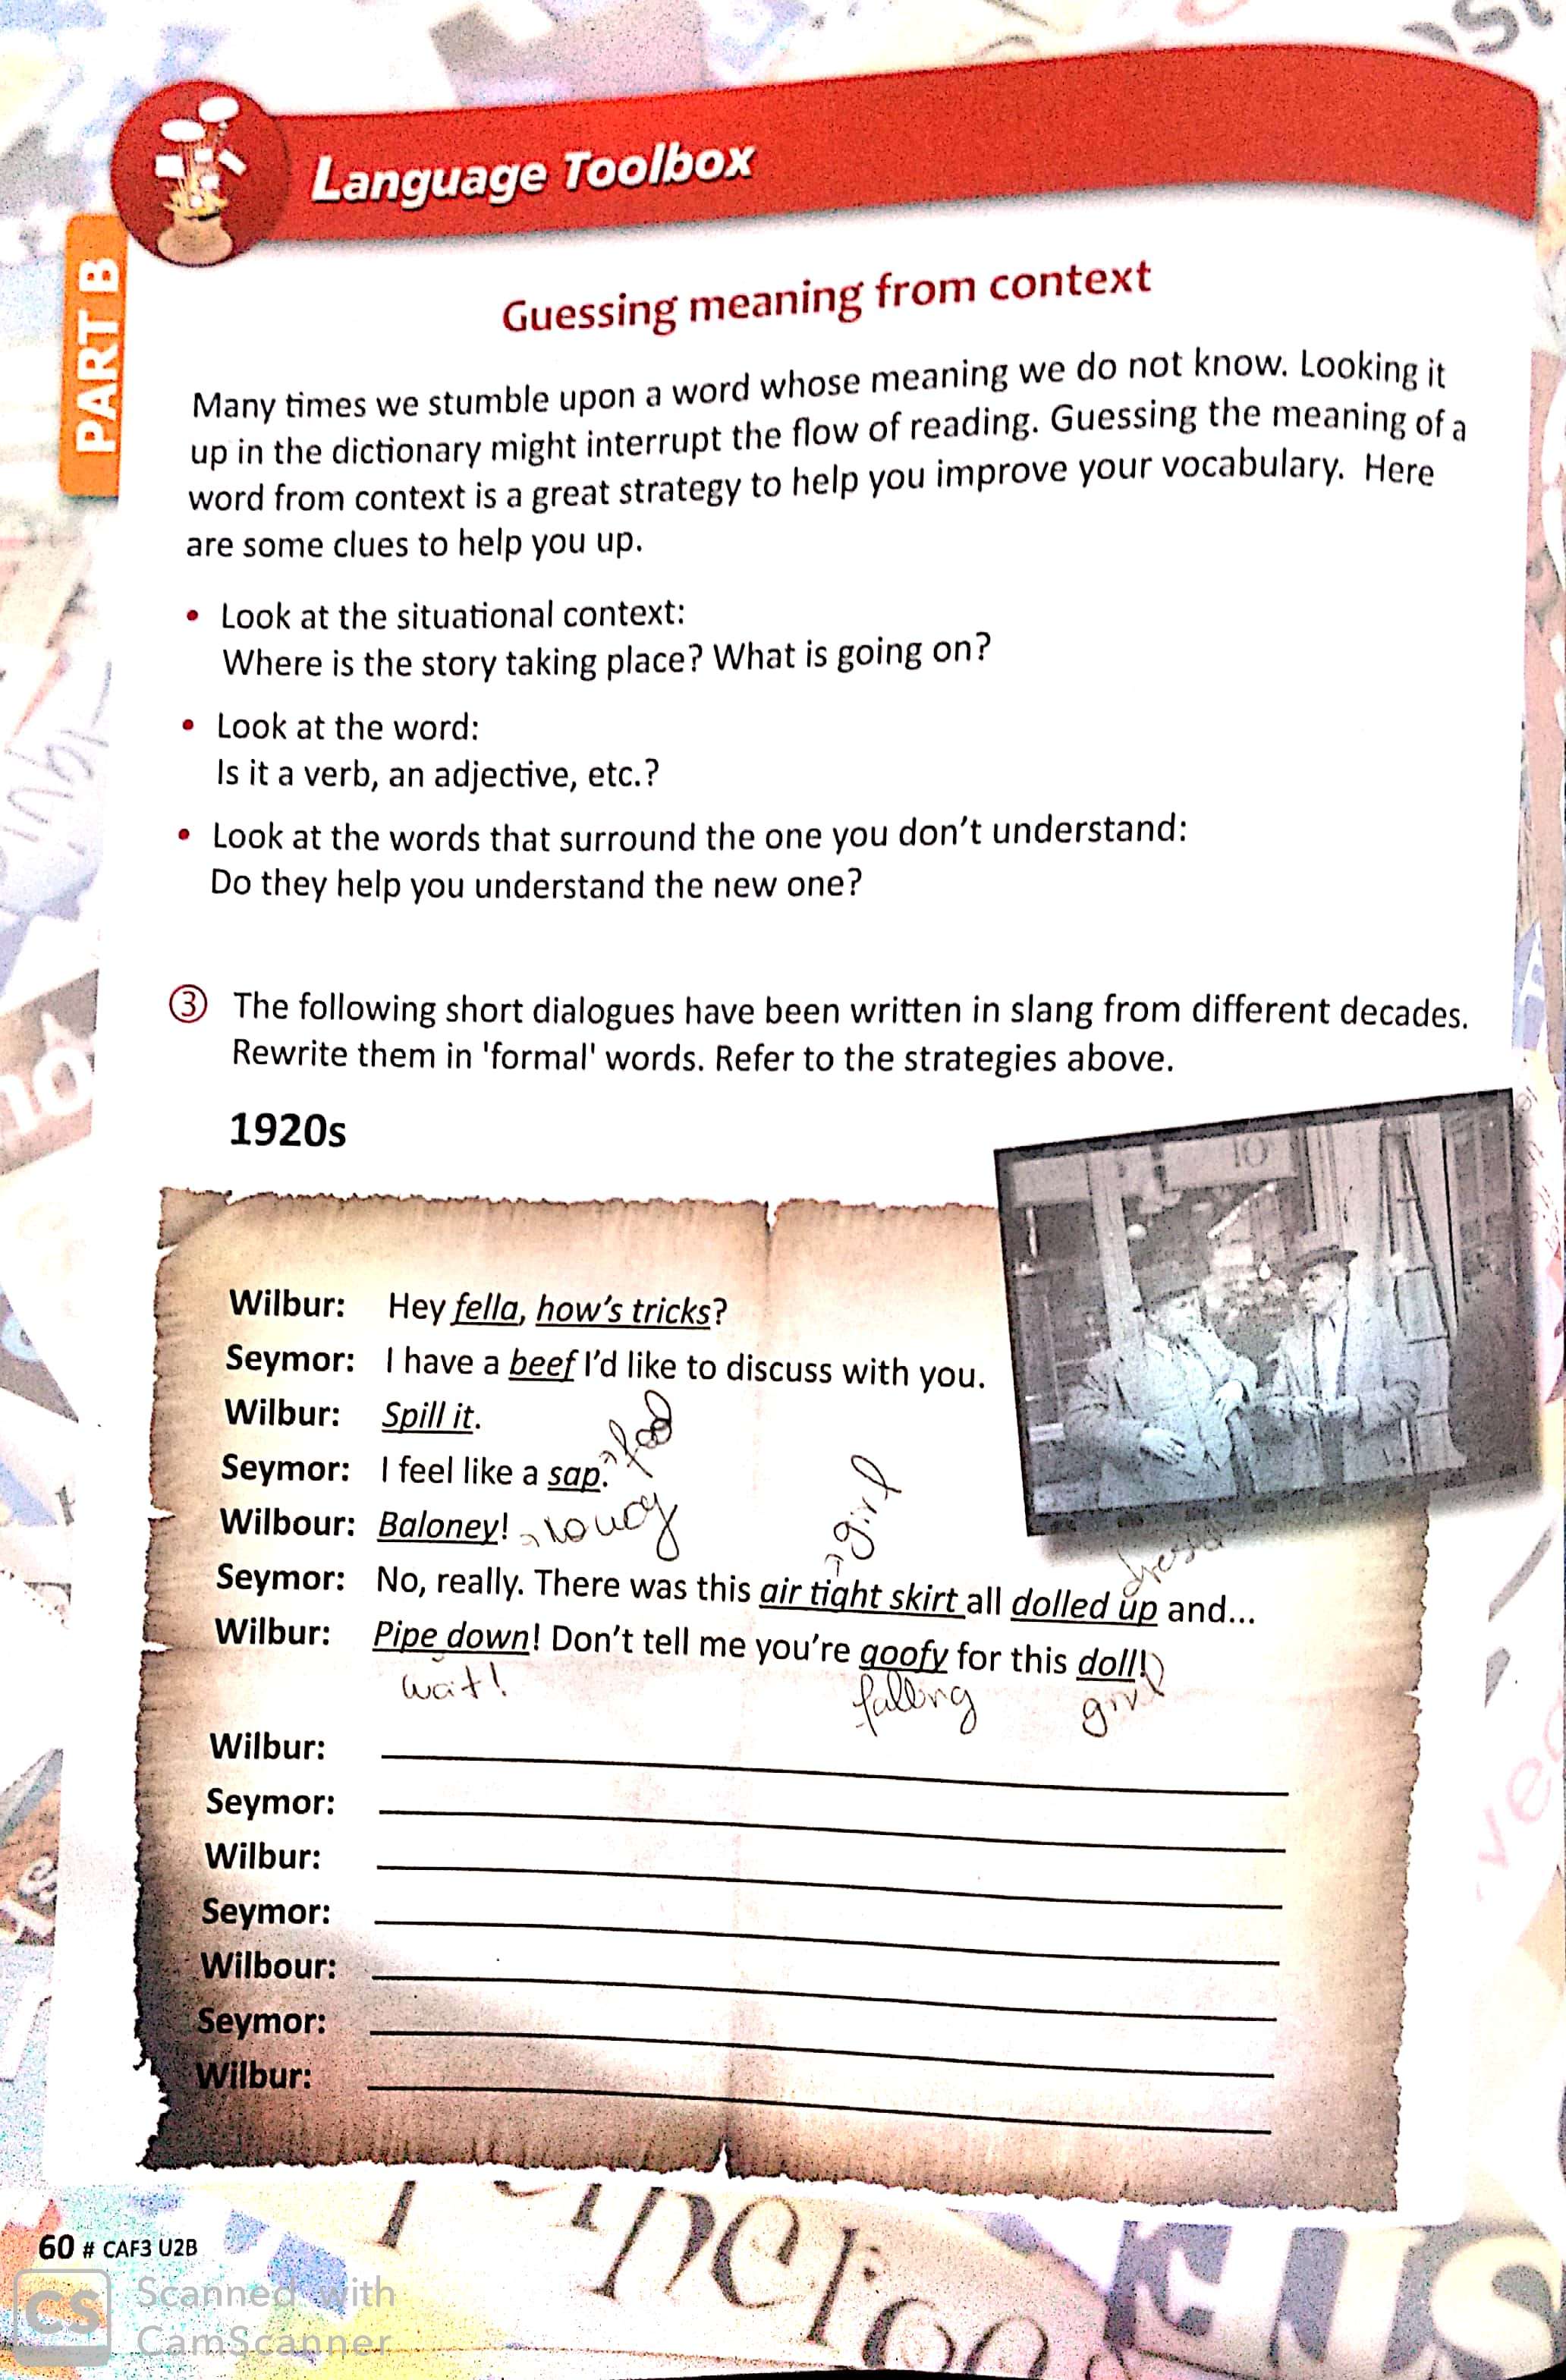 Language Toolbox
PART B
Guessing meaning from context
Many times we stumble upon a word whose meaning we do not know. Looking it
up in the dictionary might interrupt the flow of reading. Guessing the meaning of a
word from context is a great strategy to help you improve your vocabulary. Here
are some clues to help you up.
• Look at the situational context:
Where is the story taking place? What is going on?
• Look at the word:
Is it a verb, an adjective, etc.?
• Look at the words that surround the one you don't understand:
Do they help you understand the new one?
3 The following short dialogues have been written in slang from different decades.
Rewrite them in 'formal' words. Refer to the strategies above.
1920s
10
Wilbur: Hey fella, how's tricks?
Seymor: I have a beef I'd like to discuss with you.
Wilbur: Spill it.
Seymor: I feel like a sap.
Wilbour: Baloney!
girl
Seymor: No, really. There was this air tight skirt all dolled up and...
Wilbur: Pipe down! Don't tell me you're goofy for this doll!
wait! falling girl
Wilbur:
Seymor:
Wilbur:
Seymor:
Wilbour:
Seymor:
Wilbur:
60 # CAF3 U2B
CS Scanned with
CamScanner